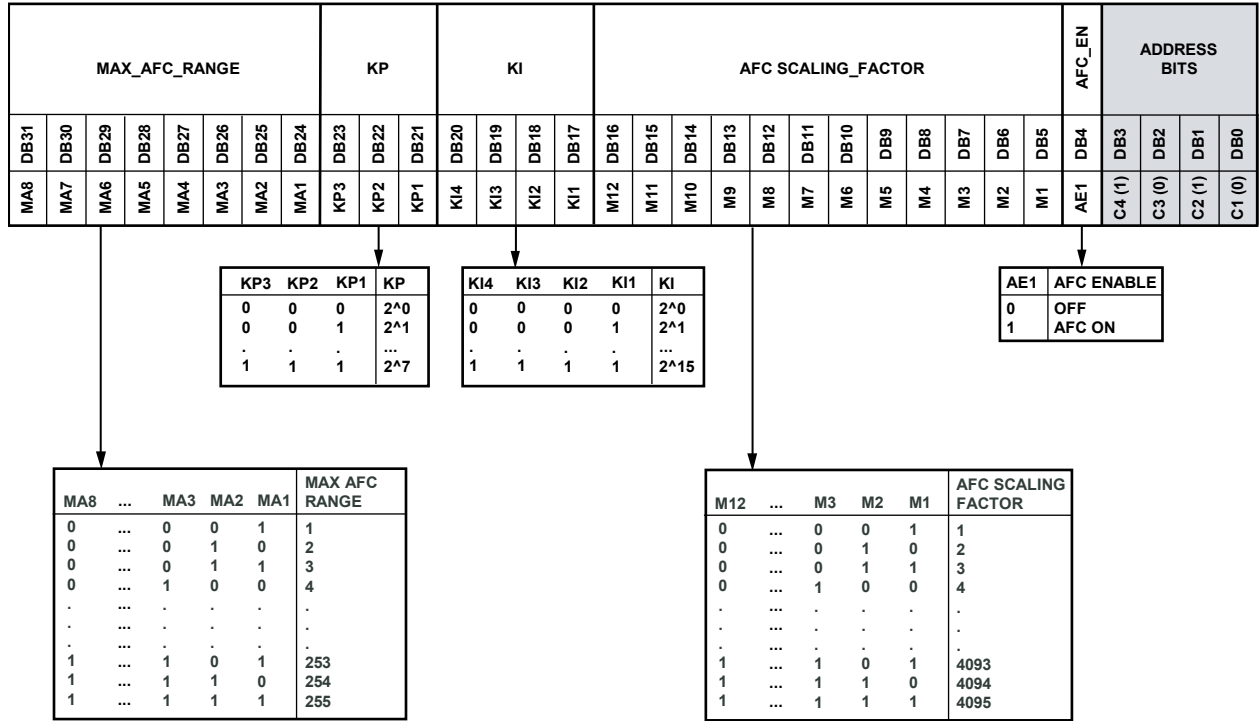 MAX_AFC_RANGE KP KI AFC SCALING_FACTOR AFC_EN ADDRESS
BITS
DB31 DB30 DB29 DB28 DB27 DB26 DB25 DB24 DB23 DB22 DB21 DB20 DB19 DB18 DB17 DB16 DB15 DB14 DB13 DB12 DB11 DB10 DB9 DB8 DB7 DB6 DB5 DB4 DB3 DB2 DB1 DB0
MA8 MA7 MA6 MA5 MA4 MA3 MA2 MA1 KP3 KP2 KP1 KI4 KI3 KI2 KI1 M12 M11 M10 M9 M8 M7 M6 M5 M4 M3 M2 M1 AE1 C4 (1) C3 (0) C2 (1) C1 (0)
KP3 KP2 KP1 KP
0 0 0 2^0
0 0 1 2^1
. . . ...
1 1 1 2^7
KI4 KI3 KI2 KI1 KI
0 0 0 0 2^0
0 0 0 1 2^1
. . . . ...
1 1 1 1 2^15
AE1 AFC ENABLE
0 OFF
1 AFC ON
MA8 ... MA3 MA2 MA1 MAX AFC
RANGE
0 ... 0 0 1 1
0 ... 0 1 0 2
0 ... 0 1 1 3
0 ... 1 0 0 4
. ... . . . .
. ... . . . .
. ... . . . .
1 ... 1 0 1 253
1 ... 1 1 0 254
1 ... 1 1 1 255
M12 ... M3 M2 M1 AFC SCALING
FACTOR
0 ... 0 0 1 1
0 ... 0 1 0 2
0 ... 0 1 1 3
0 ... 1 0 0 4
. ... . . . .
. ... . . . .
. ... . . . .
1 ... 1 0 1 4093
1 ... 1 1 0 4094
1 ... 1 1 1 4095